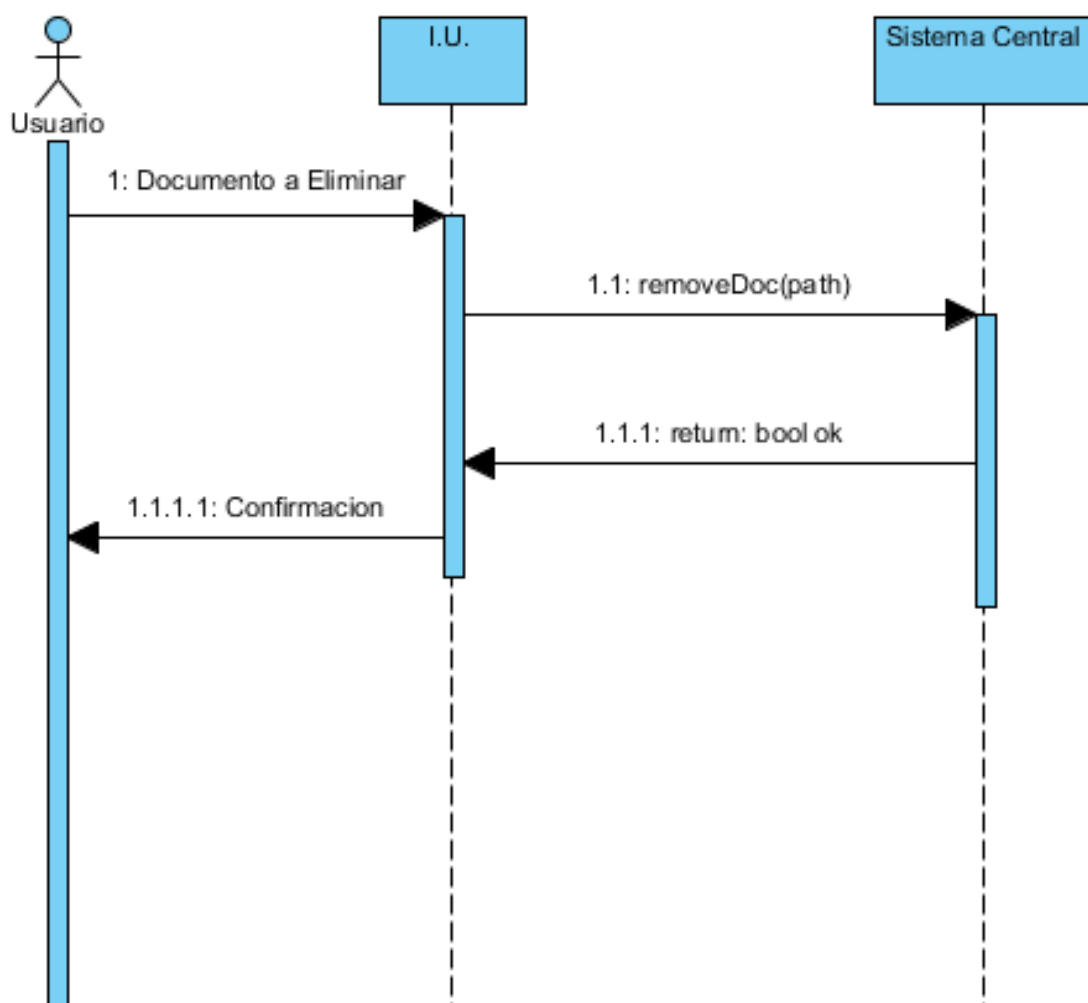 I.U.
Sistema Central
Usuario
1: Documento a Eliminar
1.1: removeDoc(path)
1.1.1: return: bool ok
1.1.1.1: Confirmacion